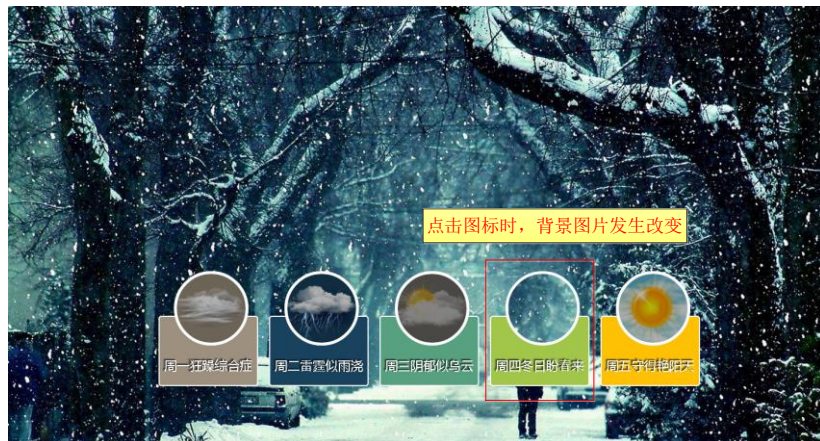 点击图标时，背景图片发生改变
周一狂躁综合症
周二雷霆似雨浇
周三阴郁似乌云
周四冬日盼春来
周五守得艳阳天